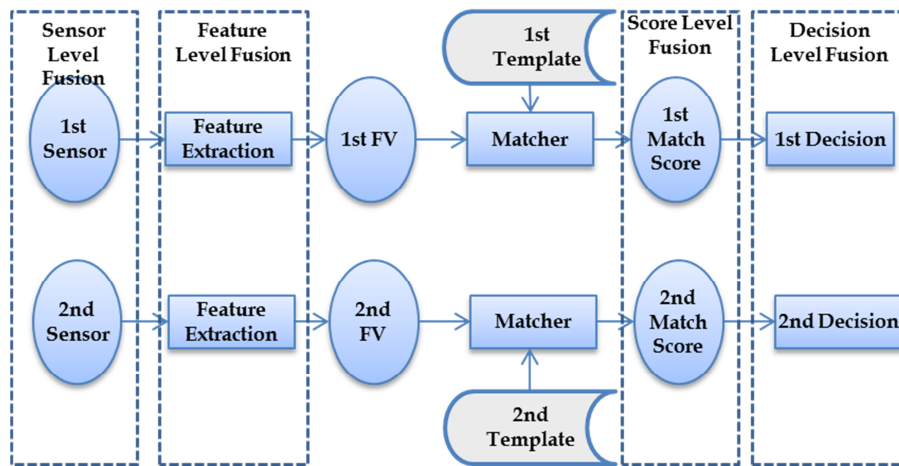 Sensor
Level
Fusion
Feature
Level Fusion
1st
Template
Score Level
Fusion
Decision
Level Fusion
1st
Sensor
Feature
Extraction
1st FV
Matcher
1st
Match
Score
1st Decision
2nd
Sensor
Feature
Extraction
2nd
FV
Matcher
2nd
Match
Score
2nd Decision
2nd
Template